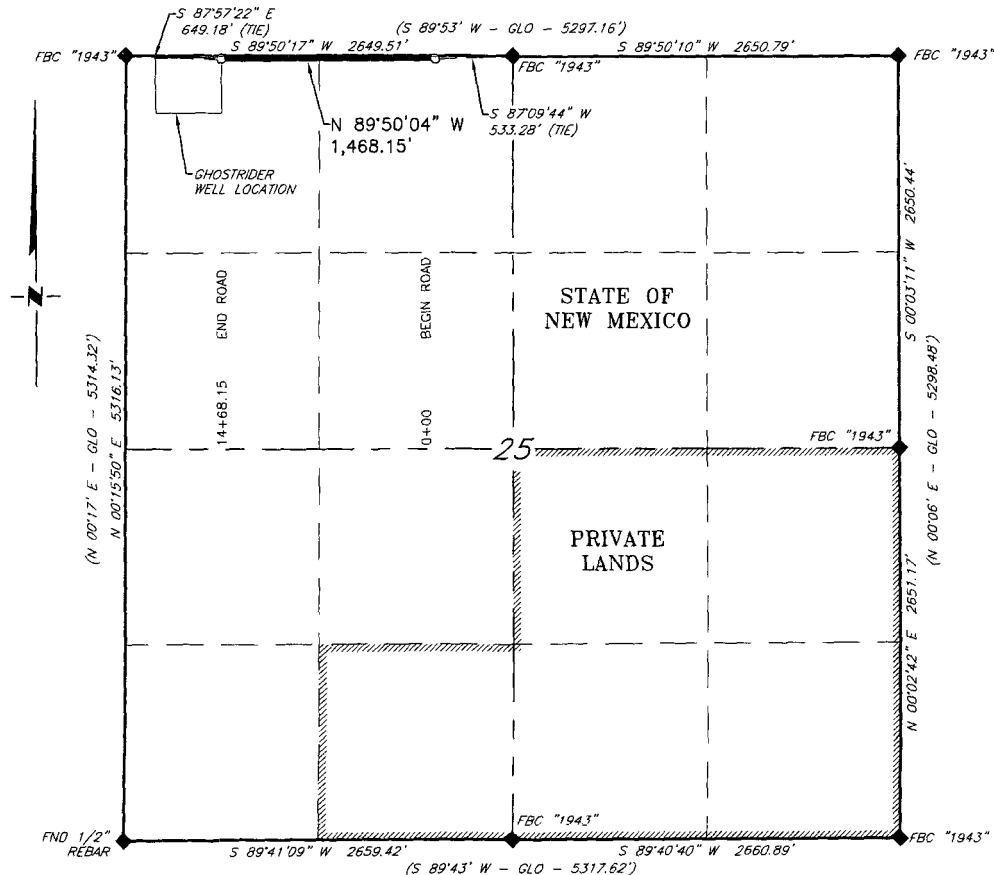 S 87°57'22" E
649.18' (TIE)
(S 89°53' W - GLO - 5297.16')
S 89°50'17" W 2649.51'
S 89°50'10" W 2650.79'
FBC "1943"
FBC "1943"
FBC "1943"
N 89°50'04" W
1,468.15'
S 87°09'44" W
533.28' (TIE)
GHOSTRIDER
WELL LOCATION
S 00°03'11" W 2650.44'
N
END ROAD
14+68.15
BEGIN ROAD
0+00
STATE OF
NEW MEXICO
(N 00°17' E - GLO - 5314.32')
N 00°15'50" E 5316.13'
(N 00°06' E - GLO - 5298.48')
25
FBC "1943"
PRIVATE
LANDS
N 00°02'42" E 2651.17'
FND 1/2"
REBAR
FBC "1943"
FBC "1943"
S 89°41'09" W 2659.42'
S 89°40'40" W 2660.89'
(S 89°43' W - GLO - 5317.62')